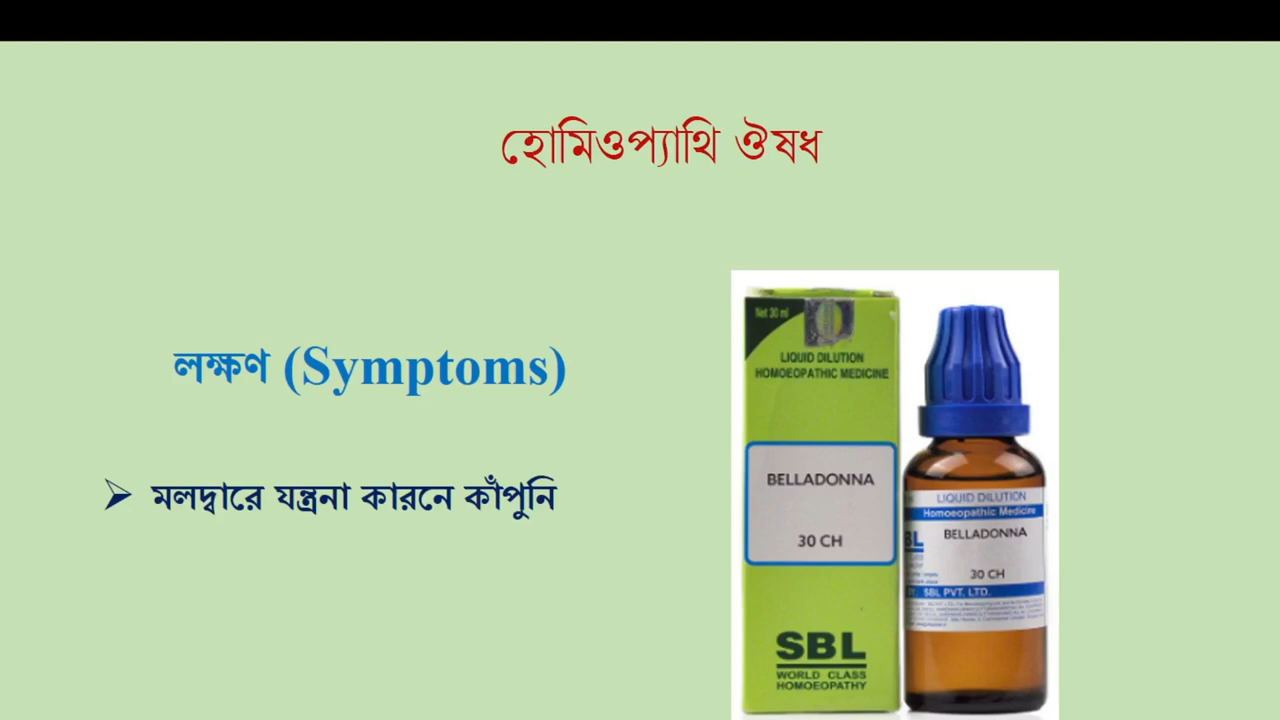 হোমিওপ্যাথি ঔষধ
লক্ষণ (Symptoms)
➢ মলদ্বারে যন্ত্রনা কারনে কাঁপুনি
Net 30 ml
LIQUID DILUTION
HOMOEOPATHIC MEDICINE
BELLADONNA
30 CH
SBL
WORLD CLASS
HOMOEOPATHY
LIQUID DILUTION
Homoeopathic Medicine
BL
BELLADONNA
30 CH
SBL PVT. LTD.